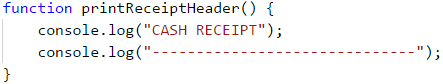 function printReceiptHeader() {
    console.log("CASH RECEIPT");
    console.log("-------------------------------");
}